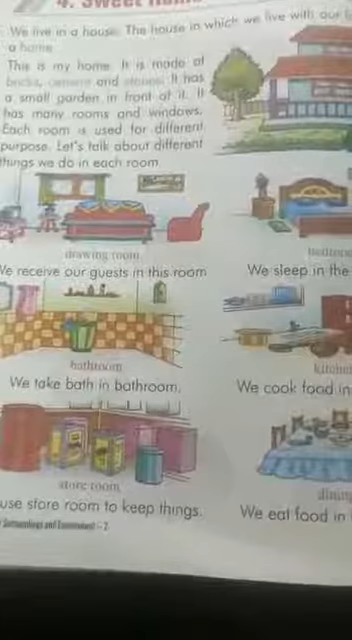 4. Sweet Home
We live in a house. The house in which we live with our
a home.
This is my home. It is made of
bricks, cement and stones. It has
a small garden in front of it. It
has many rooms and windows.
Each room is used for different
purpose. Let's talk about different
things we do in each room.
drawing room
We receive our guests in this room
We sleep in the
bathroom
We take bath in bathroom.
We cook food in
store room
use store room to keep things.
We eat food in
Surroundings and Environment - 2